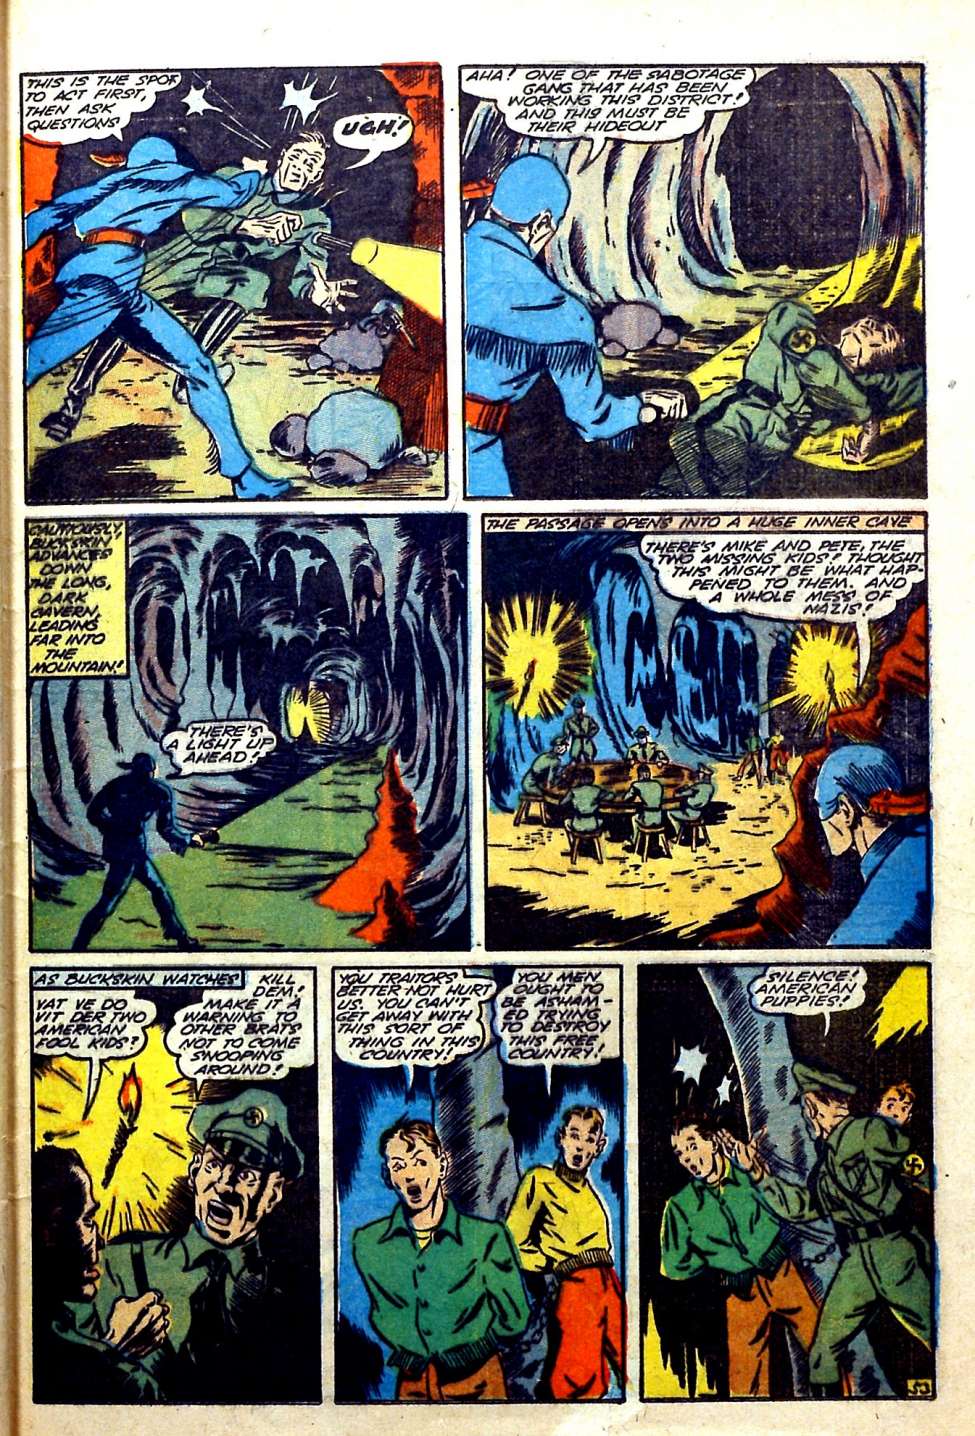 THIS IS THE SPOT
TO ACT FIRST,
THEN ASK
QUESTIONS
UGH!
AHA! ONE OF THE SABOTAGE
GANG THAT HAS BEEN
WORKING THIS DISTRICT!
AND THIS MUST BE
THEIR HIDEOUT
CAUTIOUSLY,
BUCKSKIN
ADVANCES
DOWN
THE LONG,
DARK
CAVERN,
LEADING
FAR INTO
THE
MOUNTAIN!
THERE'S
A LIGHT UP
AHEAD!
THE PASSAGE OPENS INTO A HUGE INNER CAVE
THERE'S MIKE AND PETE, THE
TWO MISSING KIDS! THOUGHT
THIS MIGHT BE WHAT HAP-
PENED TO THEM. AND
A WHOLE MESS OF
NAZIS!
AS BUCKSKIN WATCHES
VAT VE DO
VIT DER TWO
AMERICAN
FOOL KIDS?
KILL
DEM!
MAKE IT A
WARNING TO
OTHER BRATS
NOT TO COME
SNOOPING
AROUND!
YOU TRAITORS
BETTER NOT HURT
US. YOU CAN'T
GET AWAY WITH
THIS SORT OF
THING IN THIS
COUNTRY!
YOU MEN
OUGHT TO
BE ASHAM-
ED TRYING
TO DESTROY
THIS FREE
COUNTRY!
SILENCE!
AMERICAN
PUPPIES!